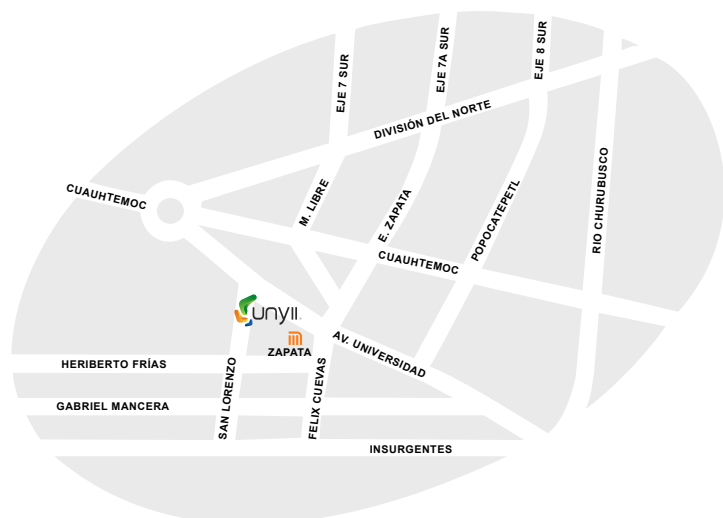 EJE 7 SUR
EJE 7A SUR
EJE 8 SUR
DIVISIÓN DEL NORTE
CUAUHTEMOC
M. LIBRE
E. ZAPATA
POPOCATEPETL
RIO CHURUBUSCO
CUAUHTEMOC
unyii
ZAPATA
AV. UNIVERSIDAD
HERIBERTO FRÍAS
SAN LORENZO
FELIX CUEVAS
GABRIEL MANCERA
INSURGENTES